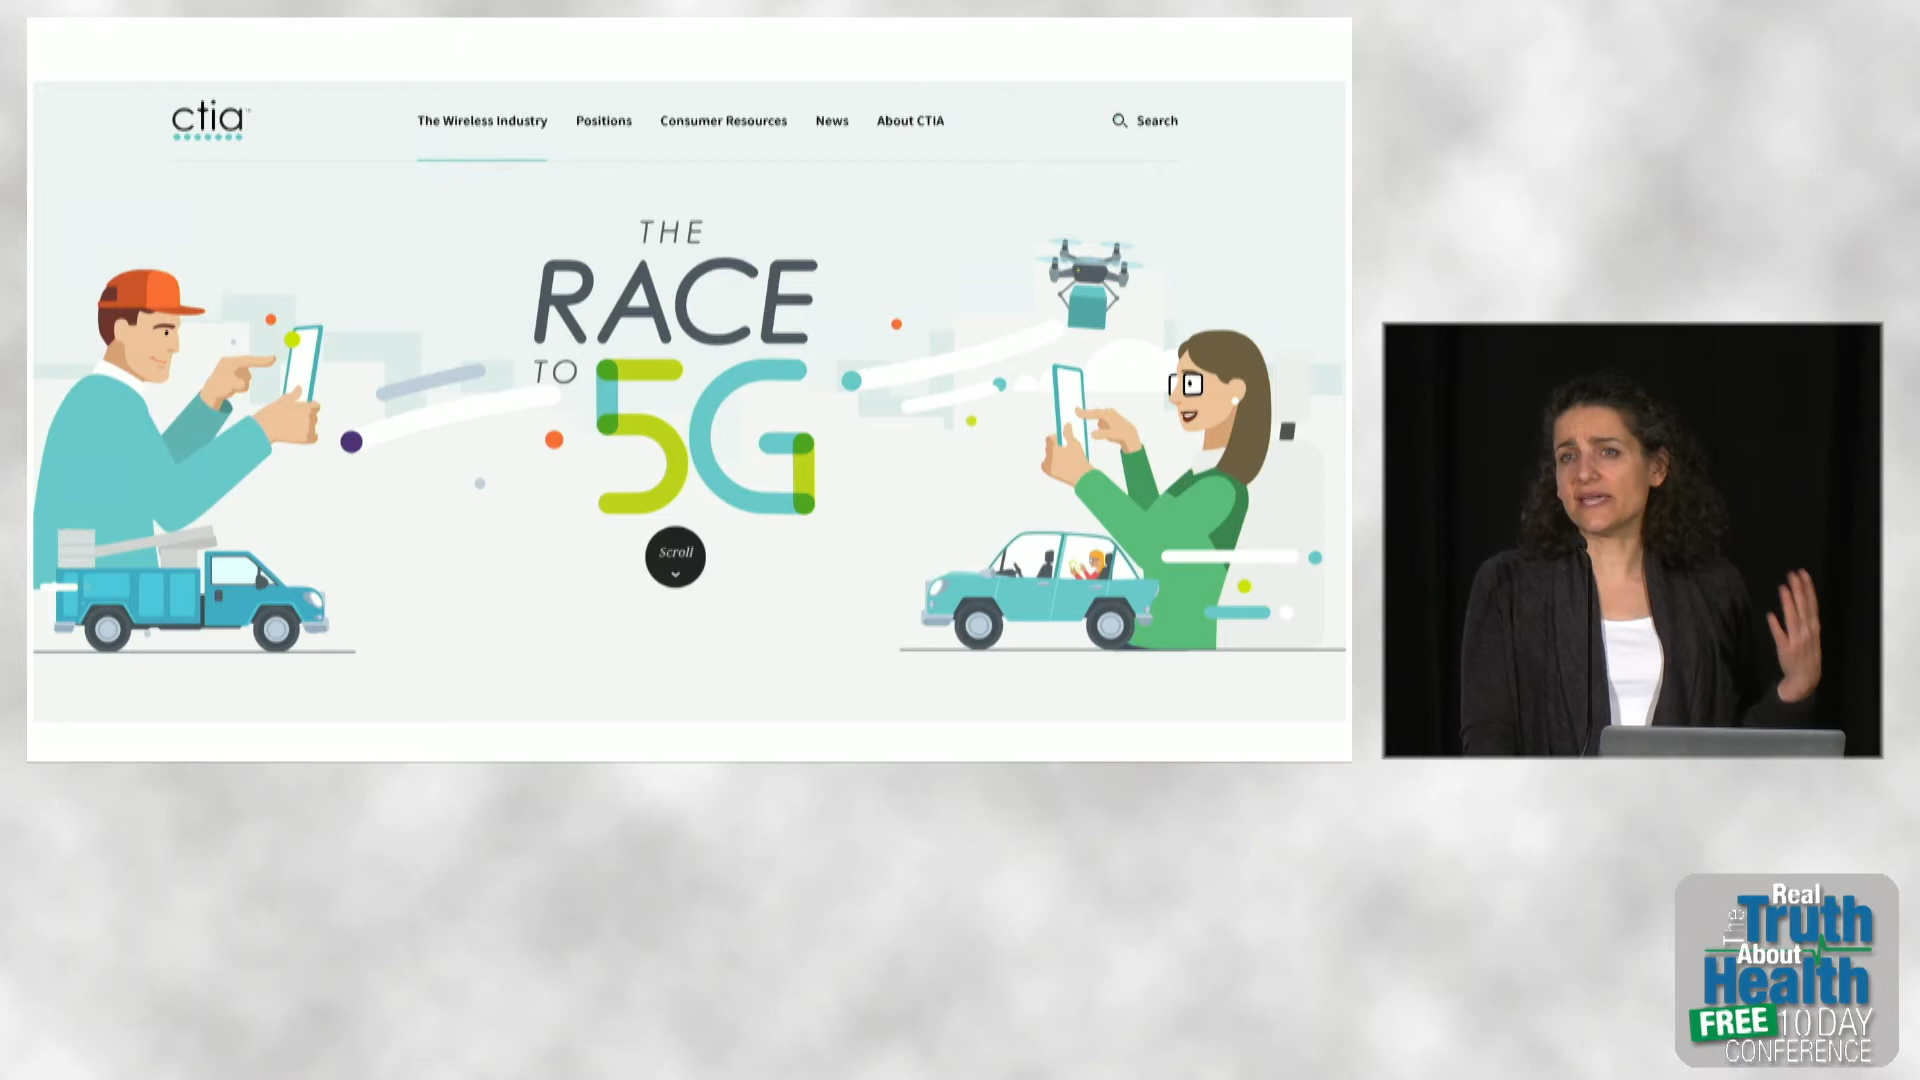 ctia
The Wireless Industry Positions Consumer Resources News About CTIA Search
THE
RACE
TO 5G
Scroll
The Real
Truth
About
Health
FREE 10 DAY
CONFERENCE